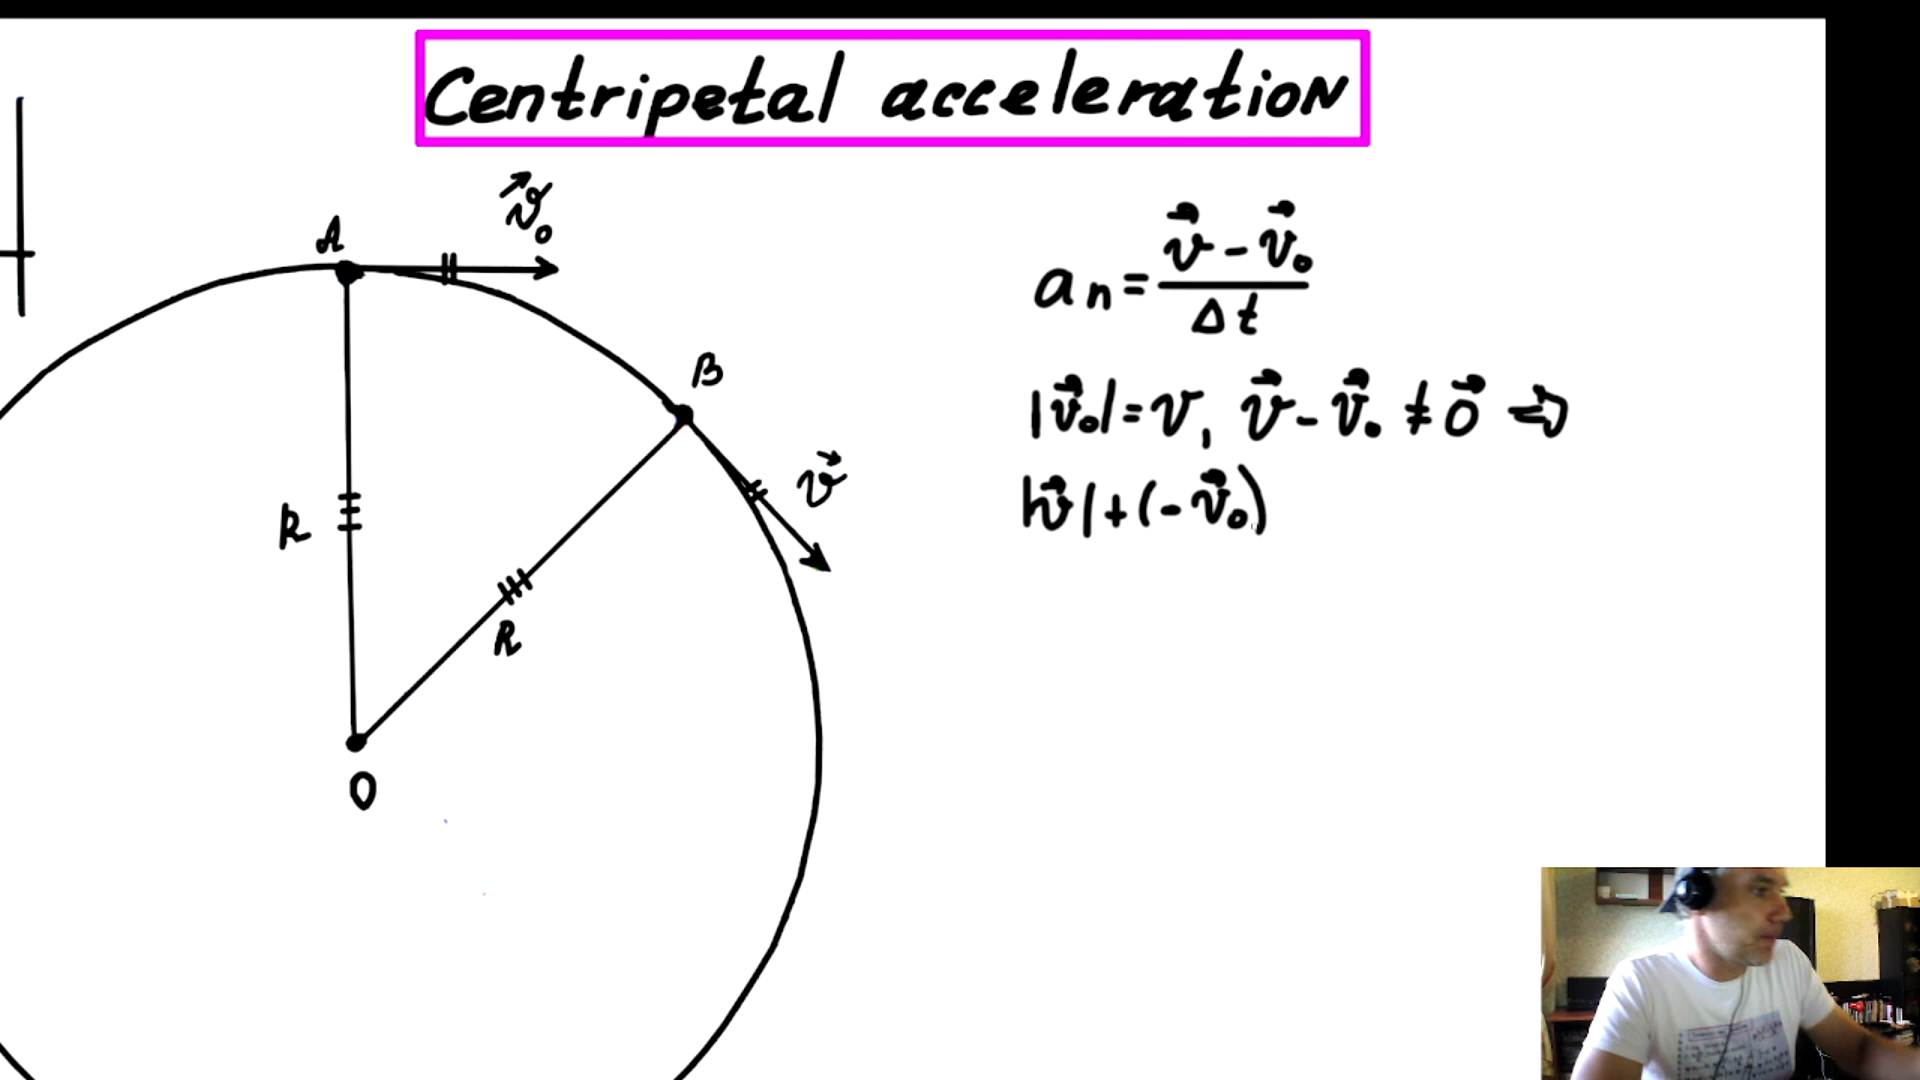 Centripetal acceleration
A
v⃗₀
B
v⃗
R
R
O
aₙ = (v⃗ - v⃗₀) / Δt
|v⃗₀| = v, v⃗ - v⃗₀ ≠ 0⃗ ⇒
|v⃗| + (-v⃗₀)